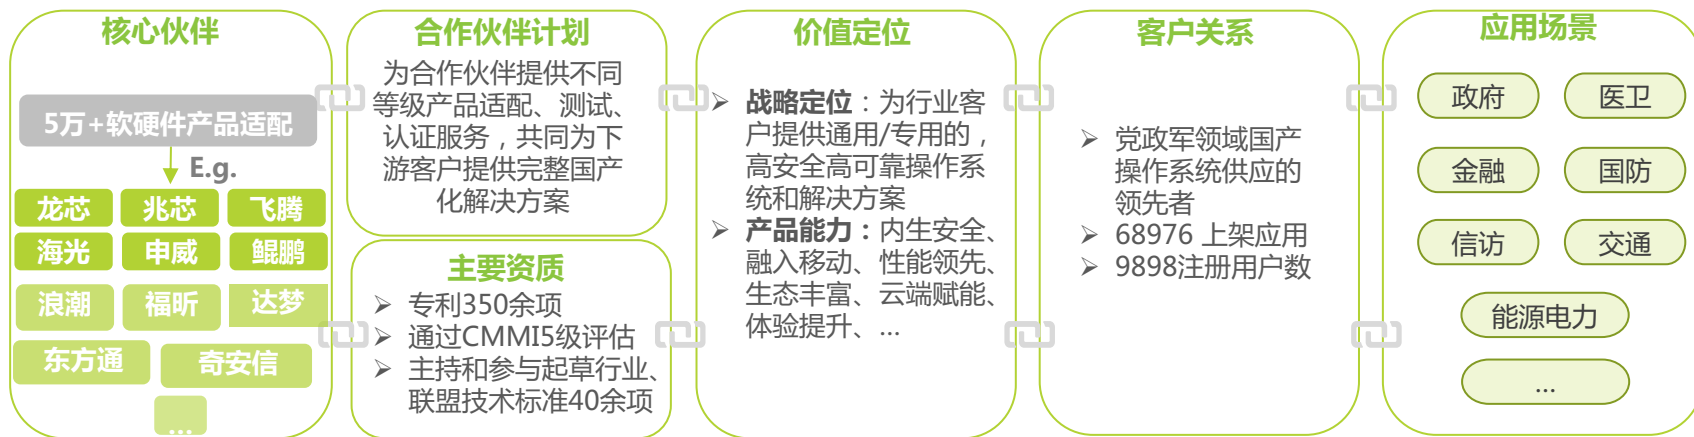 核心伙伴
5万+软硬件产品适配
E.g.
龙芯 兆芯 飞腾
海光 申威 鲲鹏
浪潮 福昕 达梦
东方通 奇安信
...
合作伙伴计划
为合作伙伴提供不同
等级产品适配、测试、
认证服务，共同为下
游客户提供完整国产
化解决方案
主要资质
➢ 专利350余项
➢ 通过CMMI5级评估
➢ 主持和参与起草行业、
联盟技术标准40余项
价值定位
➢ 战略定位：为行业客
户提供通用/专用的，
高安全高可靠操作系
统和解决方案
➢ 产品能力：内生安全、
融入移动、性能领先、
生态丰富、云端赋能、
体验提升、...
客户关系
➢ 党政军领域国产
操作系统供应的
领先者
➢ 68976 上架应用
➢ 9898注册用户数
应用场景
政府 医卫
金融 国防
信访 交通
能源电力
...